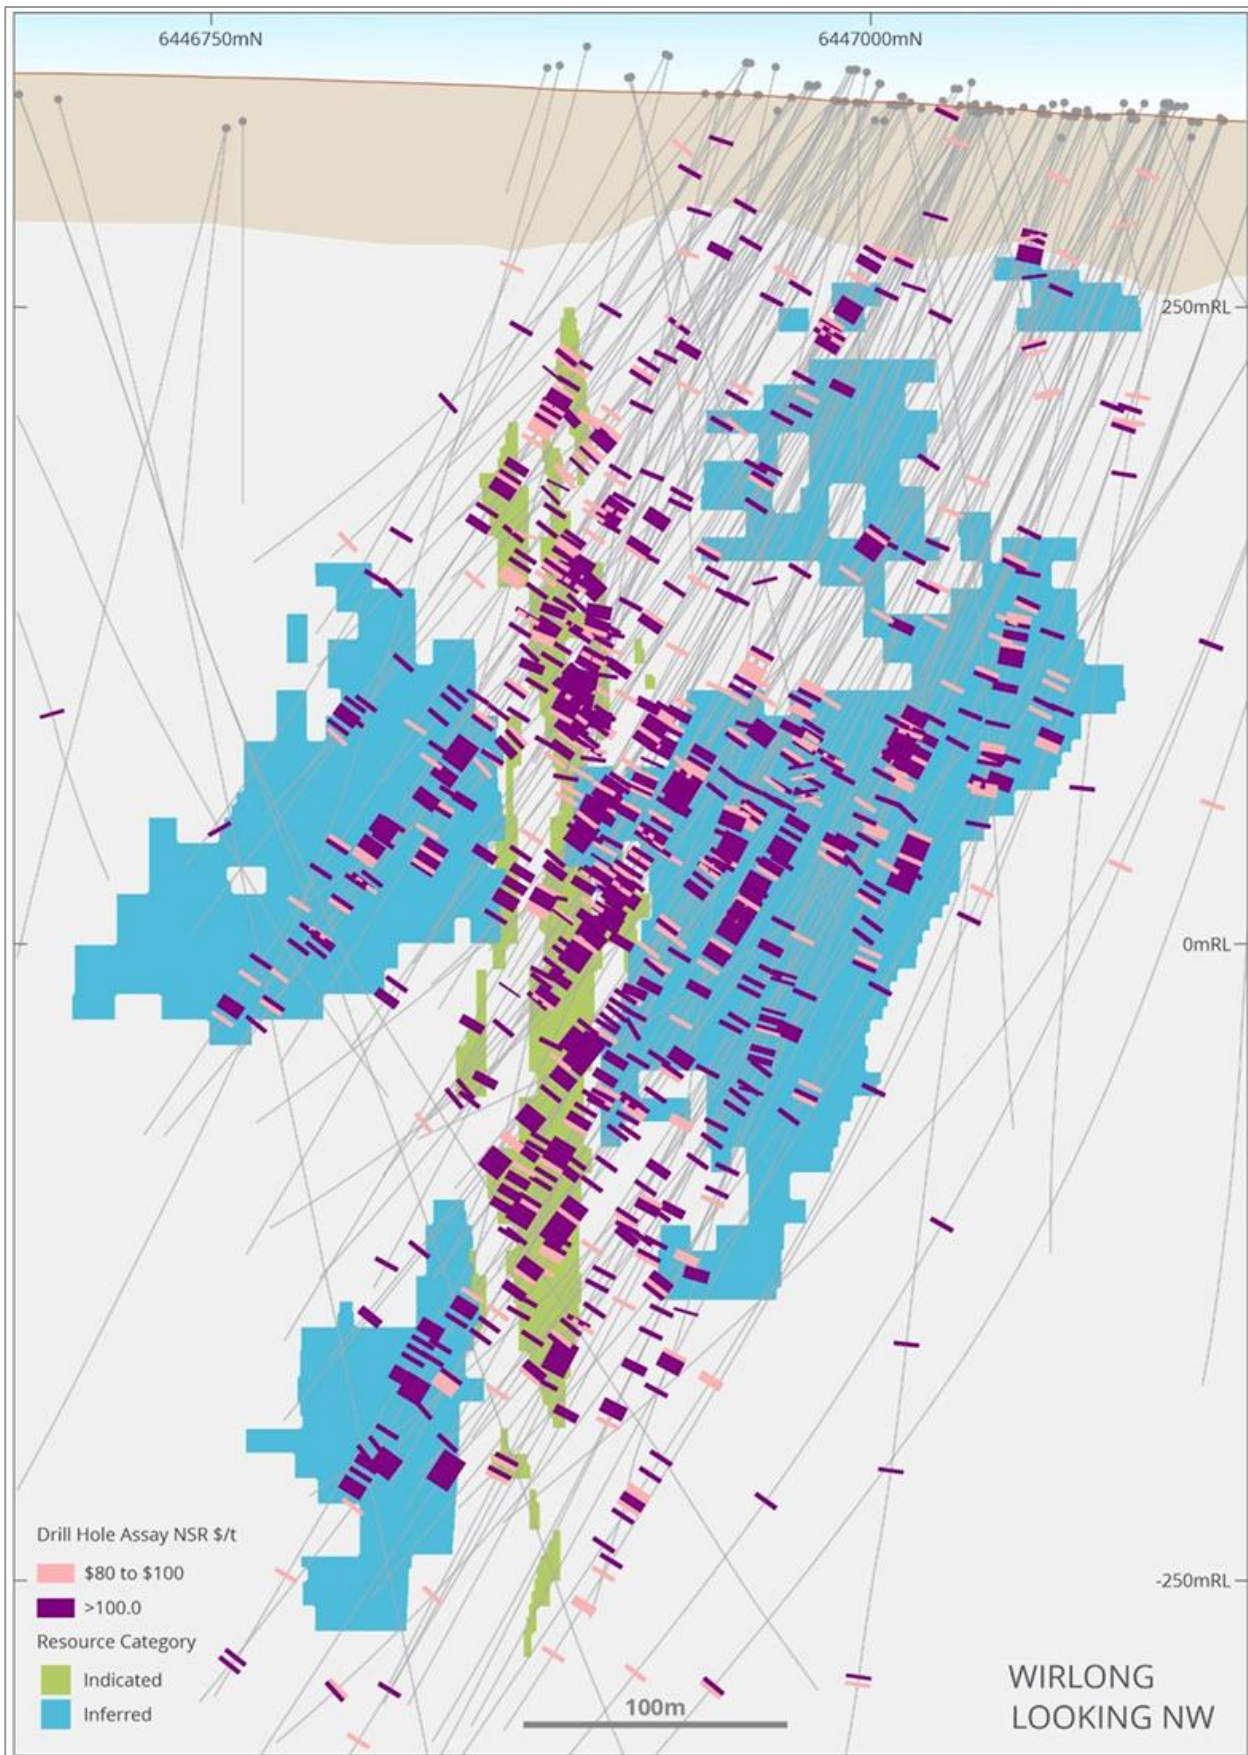 6446750mN
6447000mN
250mRL
0mRL
-250mRL
Drill Hole Assay NSR $/t
$80 to $100
>100.0
Resource Category
Indicated
Inferred
100m
WIRLONG
LOOKING NW